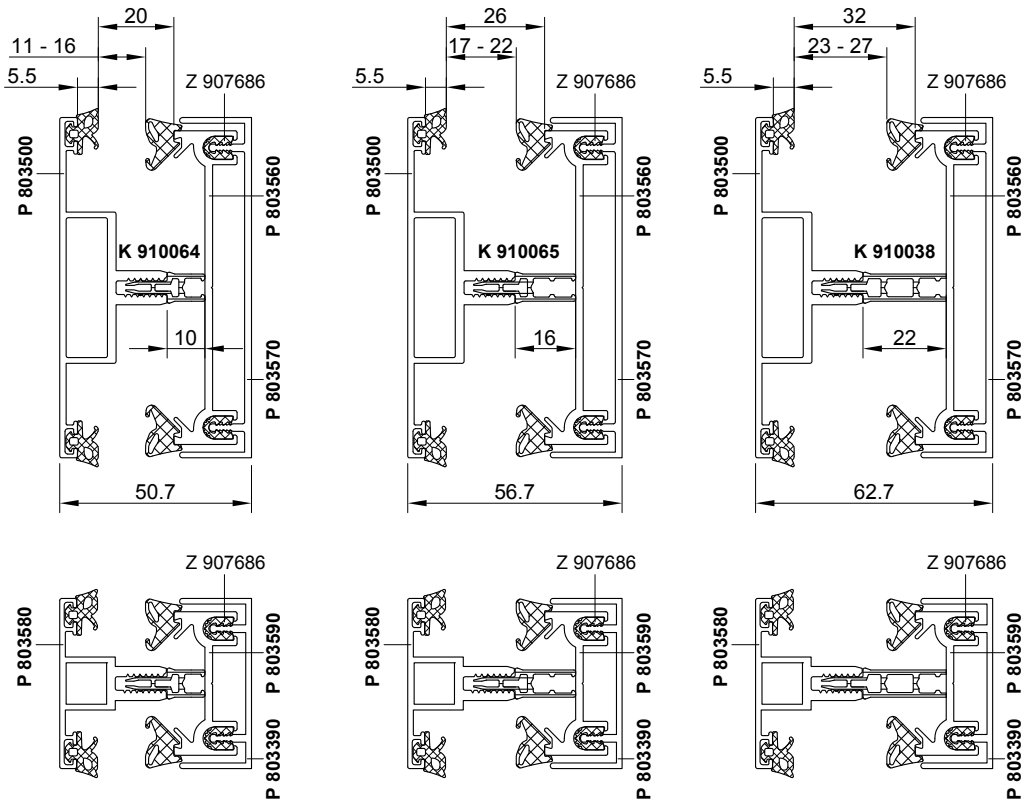 20
11 - 16
5.5
Z 907686
P 803500
P 803560
K 910064
10
P 803570
50.7
26
17 - 22
5.5
Z 907686
P 803500
P 803560
K 910065
16
P 803570
56.7
32
23 - 27
5.5
Z 907686
P 803500
P 803560
K 910038
22
P 803570
62.7
Z 907686
P 803580
P 803590
P 803390
Z 907686
P 803580
P 803590
P 803390
Z 907686
P 803580
P 803590
P 803390